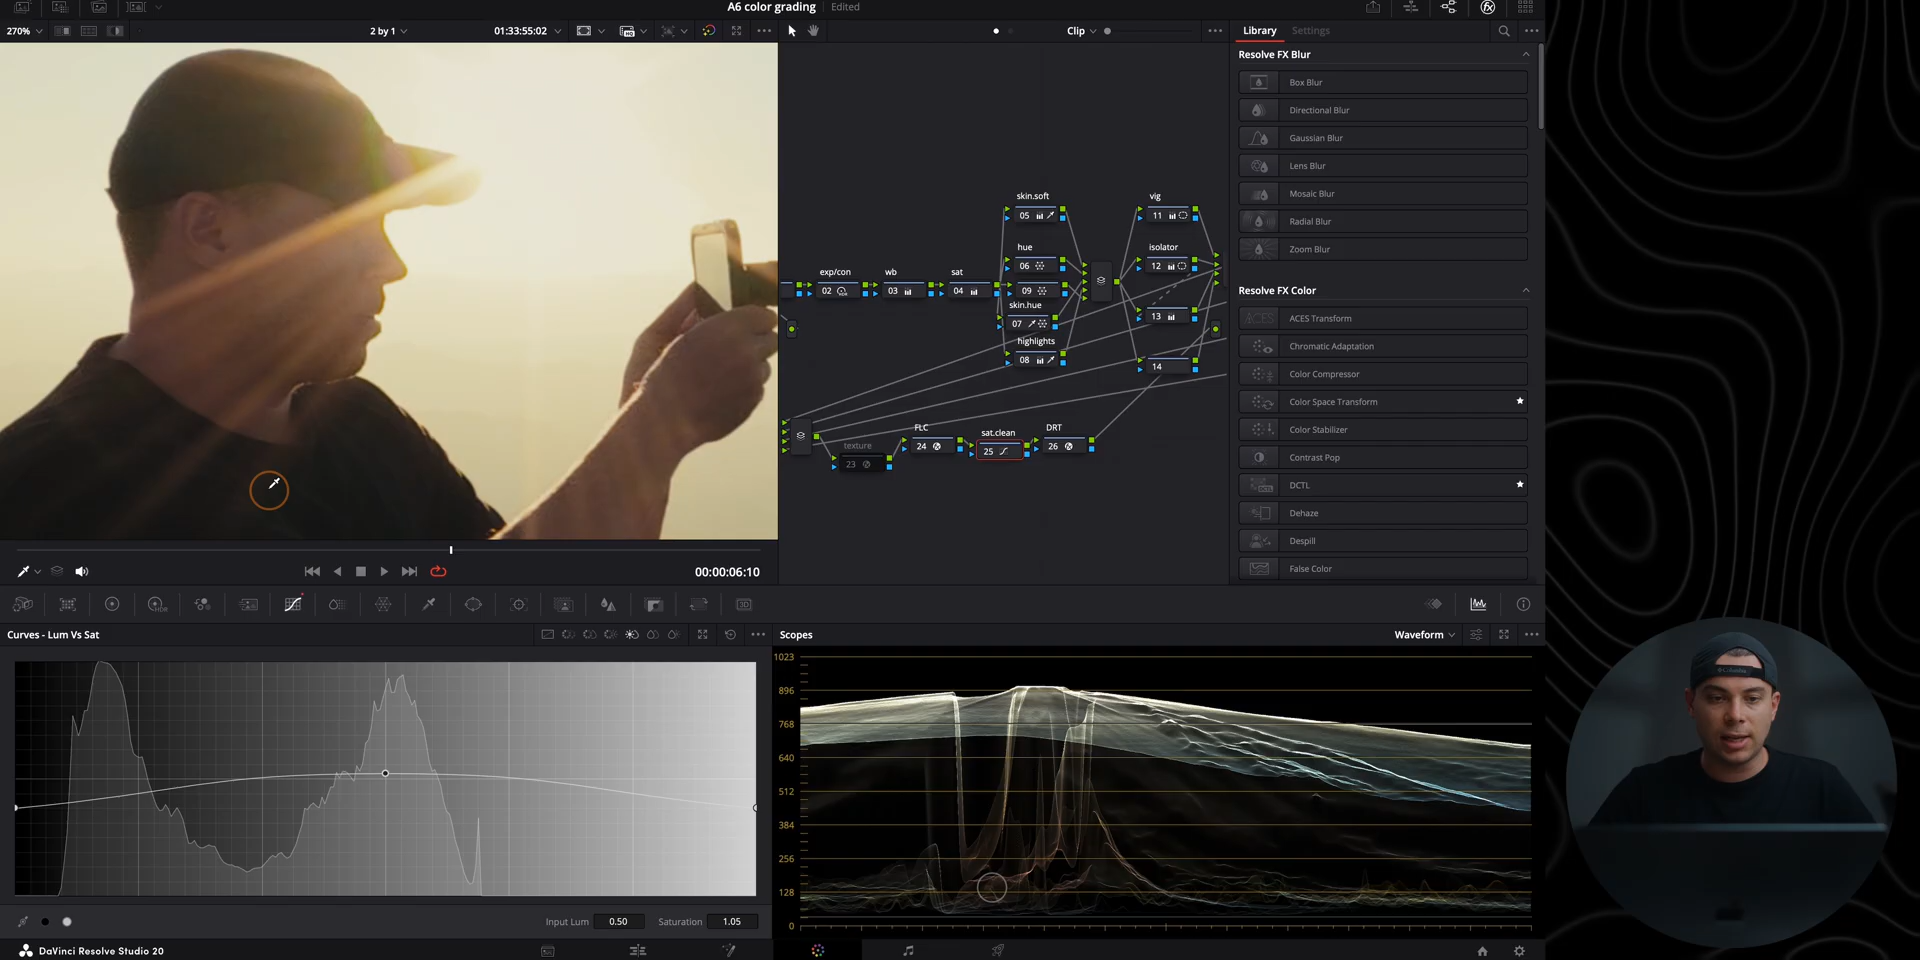 A6 color grading
Edited
270%
2 by 1
01:33:55:02
Clip
Library
Settings
Resolve FX Blur
Box Blur
Directional Blur
Gaussian Blur
Lens Blur
Mosaic Blur
Radial Blur
Zoom Blur
Resolve FX Color
ACES Transform
Chromatic Adaptation
Color Compressor
Color Space Transform
Color Stabilizer
Contrast Pop
DCTL
Dehaze
Despill
False Color
skin.soft
05
vig
11
hue
06
isolator
12
exp/con
02
wb
03
sat
04
09
skin.hue
07
13
highlights
08
14
texture
23
FLC
24
sat.clean
25
DRT
26
00:00:06:10
Curves - Lum Vs Sat
Input Lum
0.50
Saturation
1.05
Scopes
Waveform
1023
896
768
640
512
384
256
128
0
DaVinci Resolve Studio 20